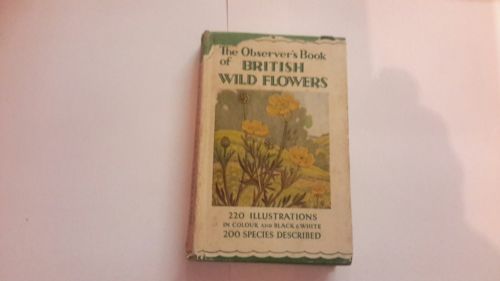 The Observer's Book
of BRITISH
WILD FLOWERS
220 ILLUSTRATIONS
IN COLOUR AND BLACK & WHITE
200 SPECIES DESCRIBED